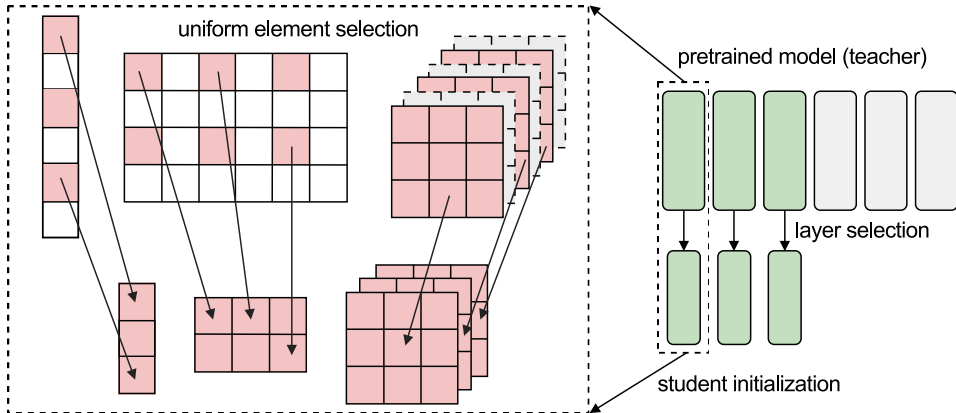 uniform element selection
pretrained model (teacher)
layer selection
student initialization